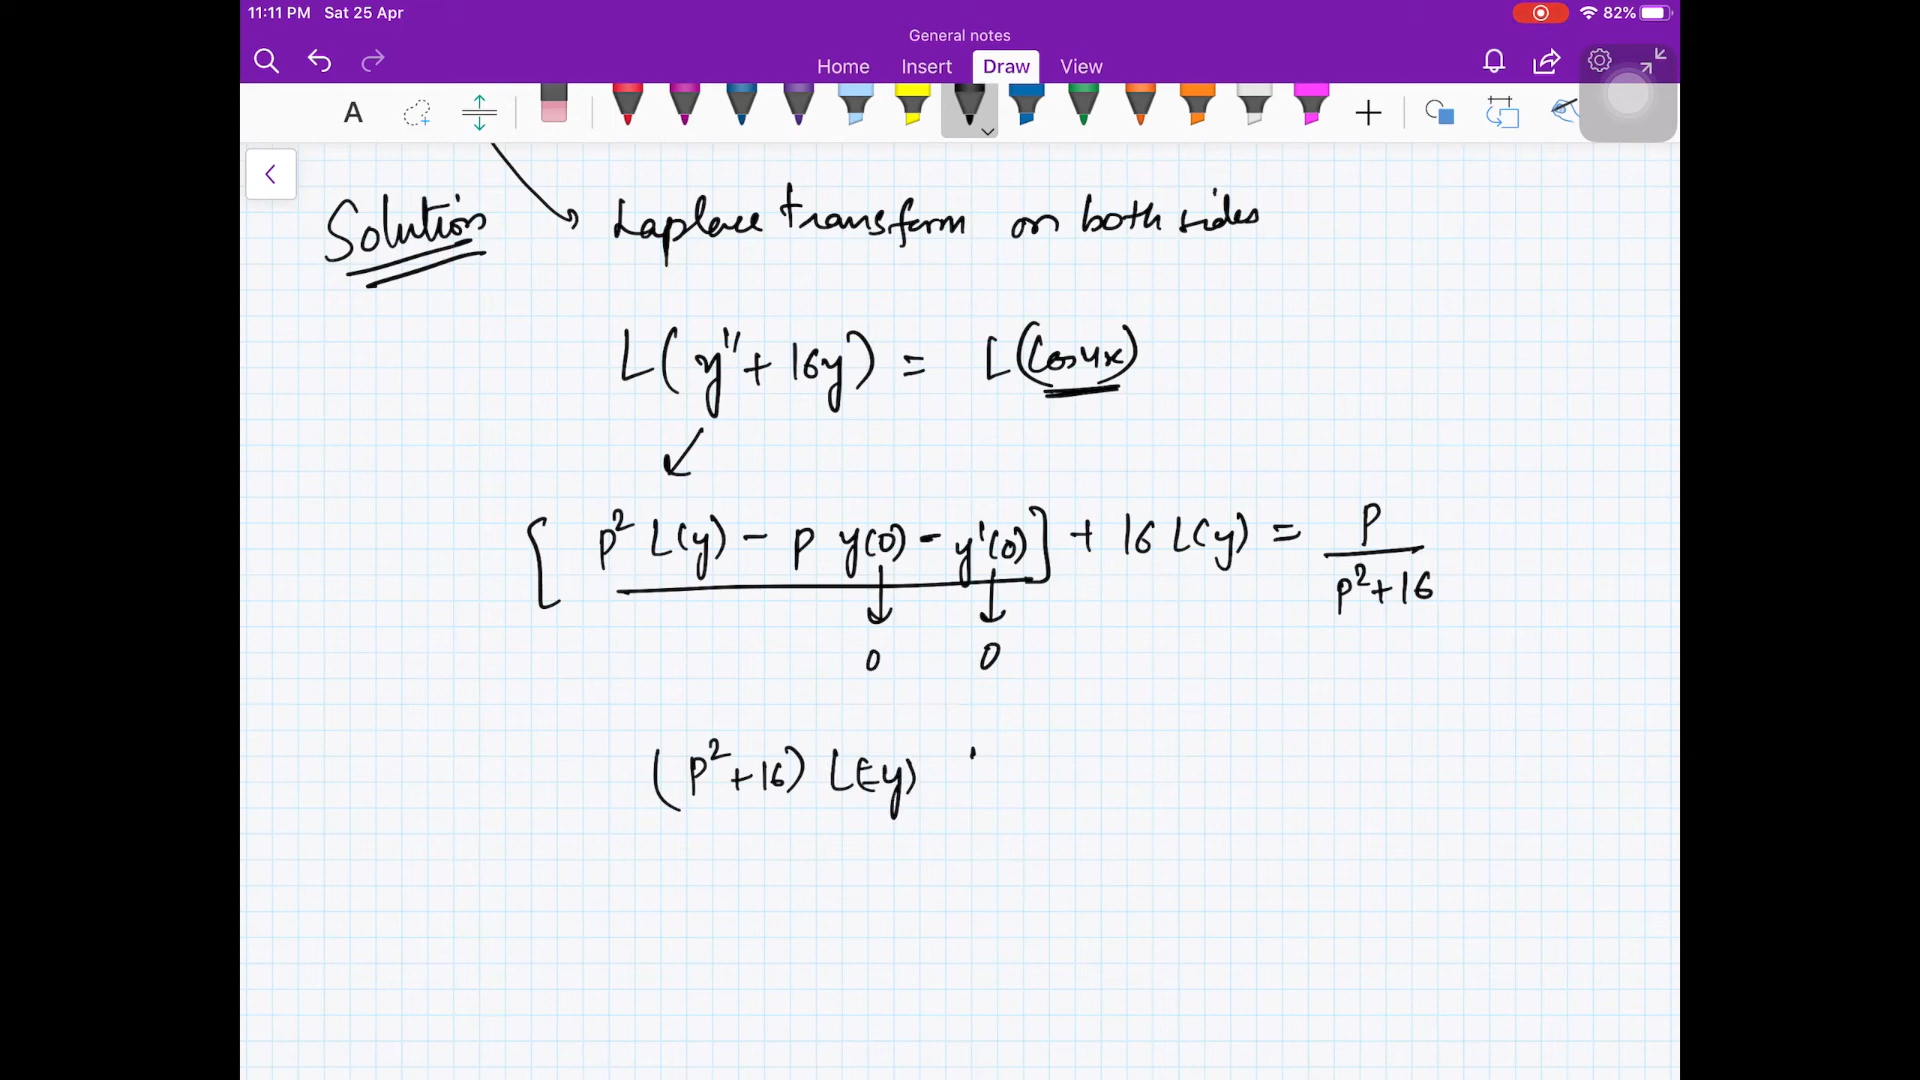 11:11 PM Sat 25 Apr 82%
General notes
Home Insert Draw View
A
Solution Laplace transform on both sides
L(y'' + 16y) = L(Cos4x)
[p² L(y) - p y(0) - y'(0)] + 16 L(y) = p / p²+16
0 0
(p²+16) L(y)